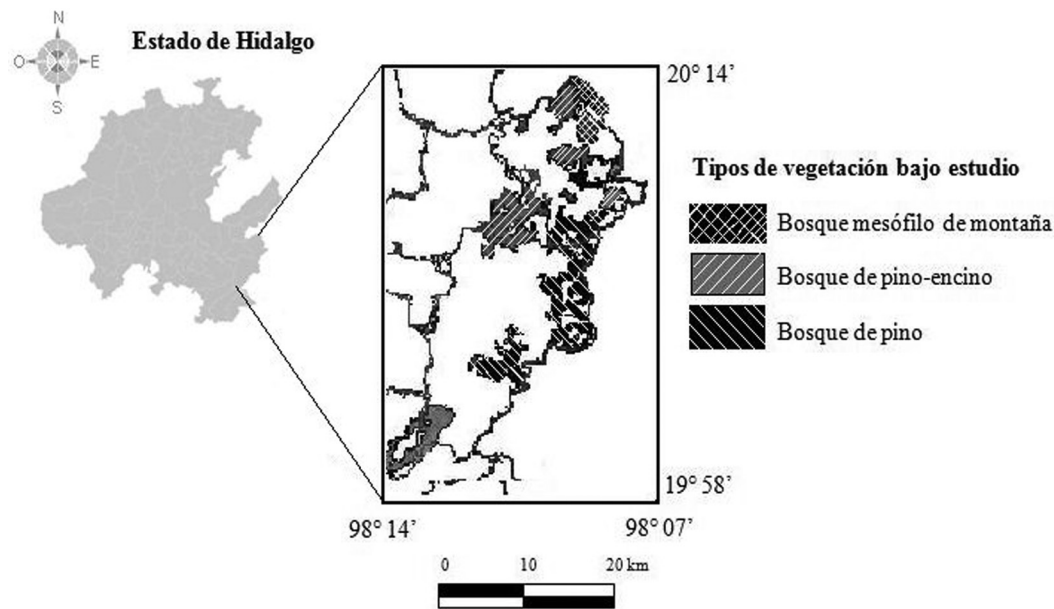 N
Estado de Hidalgo
O
E
S
20° 14'
Tipos de vegetación bajo estudio
Bosque mesófilo de montaña
Bosque de pino-encino
Bosque de pino
19° 58'
98° 14'
98° 07'
0 10 20 km